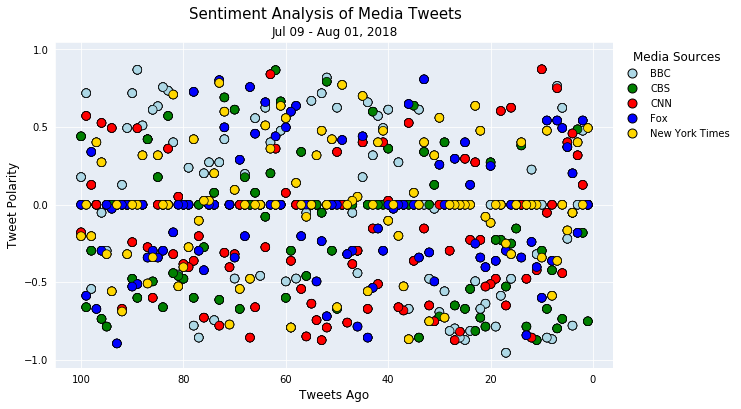 Sentiment Analysis of Media Tweets
Jul 09 - Aug 01, 2018
Media Sources
BBC
CBS
CNN
Fox
New York Times
Tweet Polarity
1.0
0.5
0.0
−0.5
−1.0
100
80
60
40
20
0
Tweets Ago